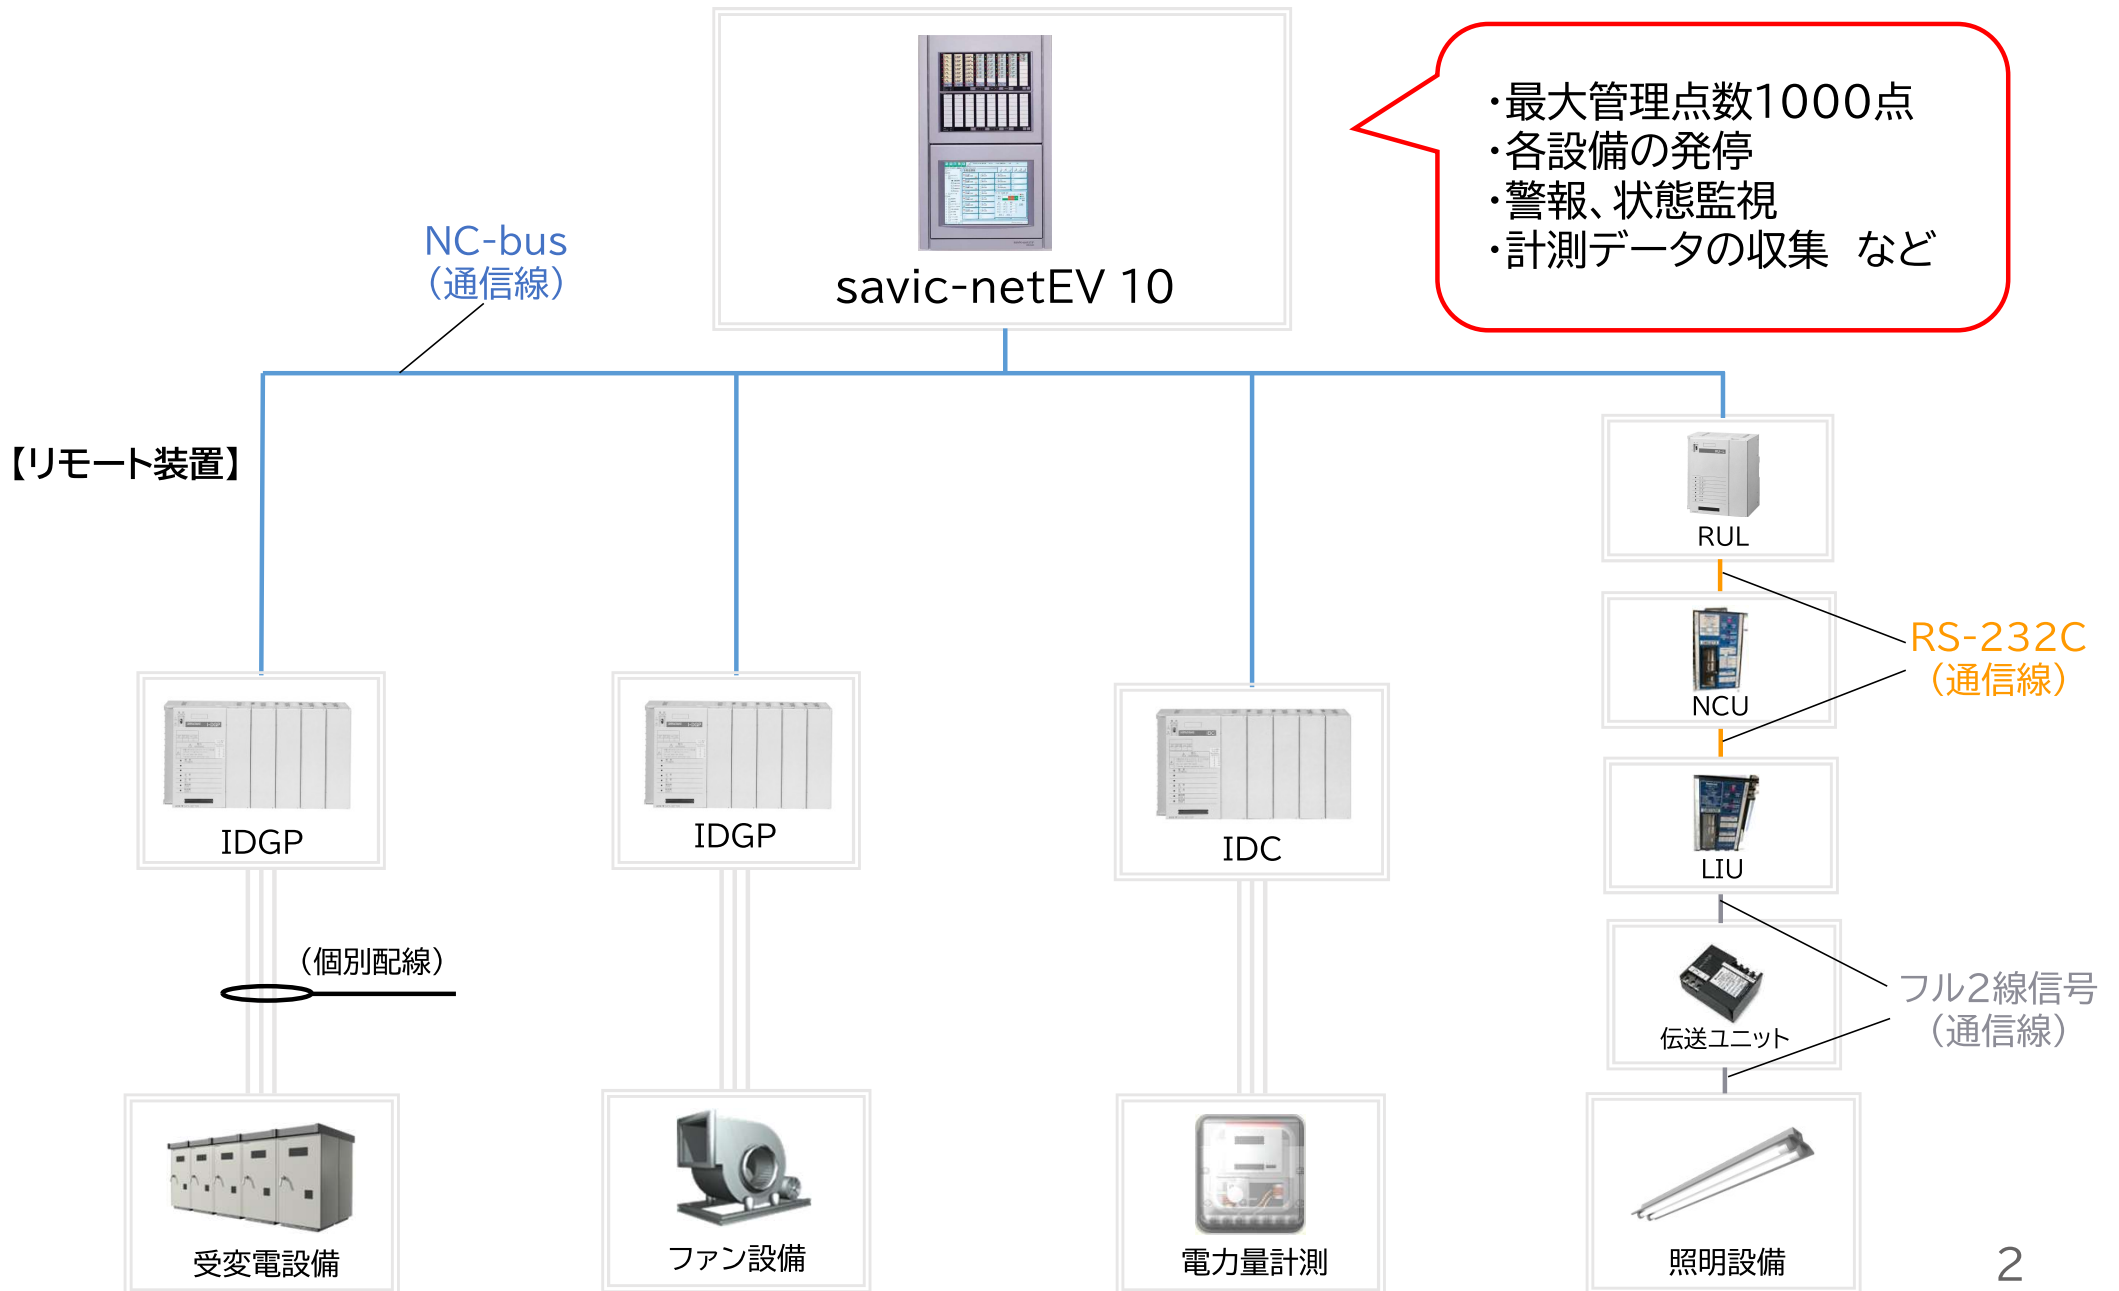 ・最大管理点数1000点
・各設備の発停
・警報、状態監視
・計測データの収集　など
savic-netEV 10
NC-bus
（通信線）
【リモート装置】
RUL
RS-232C
（通信線）
NCU
IDGP
IDGP
IDC
LIU
（個別配線）
フル2線信号
（通信線）
伝送ユニット
受変電設備
ファン設備
電力量計測
照明設備
2